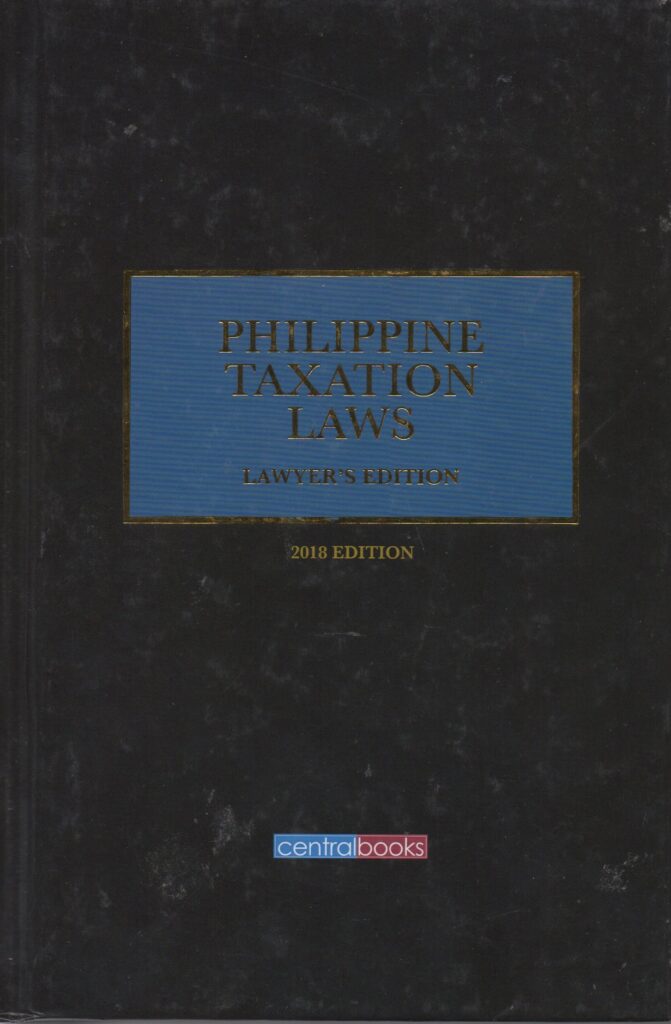 PHILIPPINE
TAXATION
LAWS
LAWYER'S EDITION
2018 EDITION
centralbooks